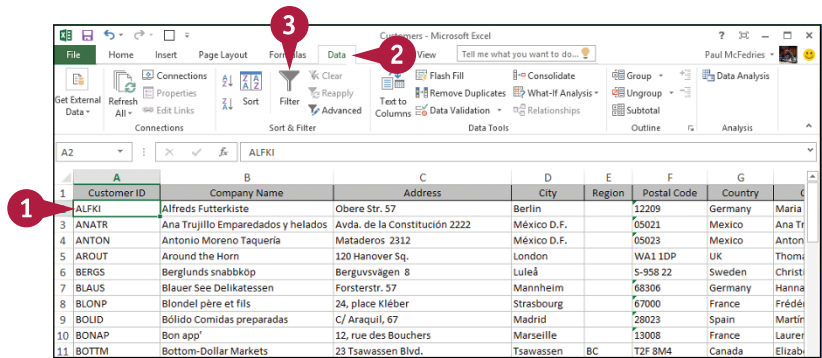 3
Customers - Microsoft Excel
File Home Insert Page Layout Formulas Data 2 View Tell me what you want to do... Paul McFedries
Get External Data
Refresh All
Connections
Properties
Edit Links
Connections
Sort
Filter
Clear
Reapply
Advanced
Sort & Filter
Text to Columns
Flash Fill
Remove Duplicates
Data Validation
Consolidate
What-If Analysis
Relationships
Data Tools
Group
Ungroup
Subtotal
Outline
Data Analysis
Analysis
A2 fx ALFKI
A B C D E F G
1 Customer ID Company Name Address City Region Postal Code Country
1
ALFKI Alfreds Futterkiste Obere Str. 57 Berlin 12209 Germany Maria
3 ANATR Ana Trujillo Emparedados y helados Avda. de la Constitución 2222 México D.F. 05021 Mexico Ana Tr
4 ANTON Antonio Moreno Taquería Mataderos 2312 México D.F. 05023 Mexico Anton
5 AROUT Around the Horn 120 Hanover Sq. London WA1 1DP UK Thoma
6 BERGS Berglunds snabbköp Berguvsvägen 8 Luleå S-958 22 Sweden Christi
7 BLAUS Blauer See Delikatessen Forsterstr. 57 Mannheim 68306 Germany Hanna
8 BLONP Blondel père et fils 24, place Kléber Strasbourg 67000 France Frédér
9 BOLID Bólido Comidas preparadas C/ Araquil, 67 Madrid 28023 Spain Martín
10 BONAP Bon app' 12, rue des Bouchers Marseille 13008 France Lauren
11 BOTTM Bottom-Dollar Markets 23 Tsawassen Blvd. Tsawassen BC T2F 8M4 Canada Elizab